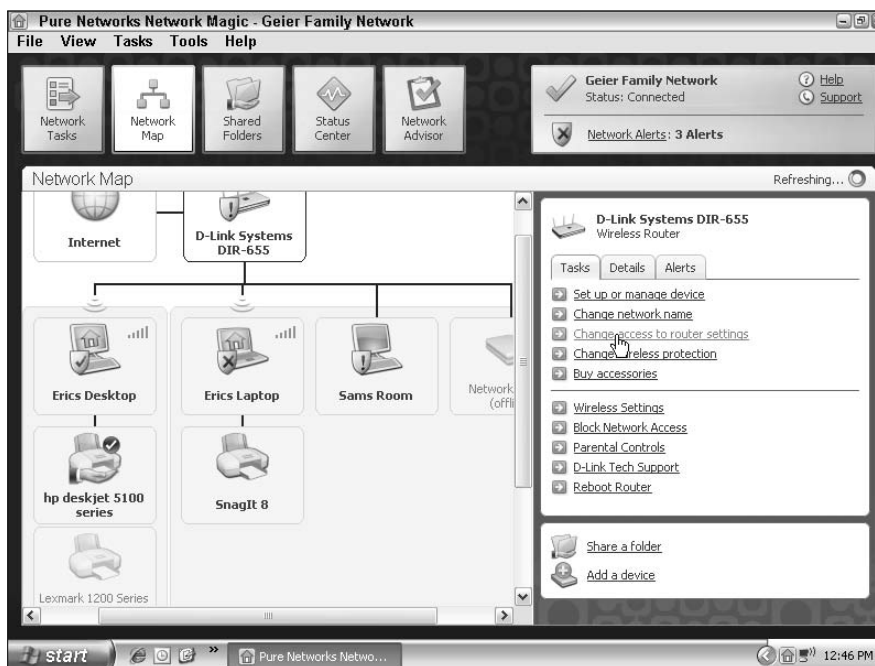 Pure Networks Network Magic - Geier Family Network
File View Tasks Tools Help
Network
Tasks
Network
Map
Shared
Folders
Status
Center
Network
Advisor
Geier Family Network
Status: Connected
Help
Support
Network Alerts: 3 Alerts
Network Map
Refreshing...
Internet
D-Link Systems
DIR-655
Erics Desktop
Erics Laptop
Sams Room
Network
(offli
hp deskjet 5100
series
SnagIt 8
Lexmark 1200 Series
D-Link Systems DIR-655
Wireless Router
Tasks Details Alerts
Set up or manage device
Change network name
Change access to router settings
Change wireless protection
Buy accessories
Wireless Settings
Block Network Access
Parental Controls
D-Link Tech Support
Reboot Router
Share a folder
Add a device
start
»
Pure Networks Netwo...
12:46 PM